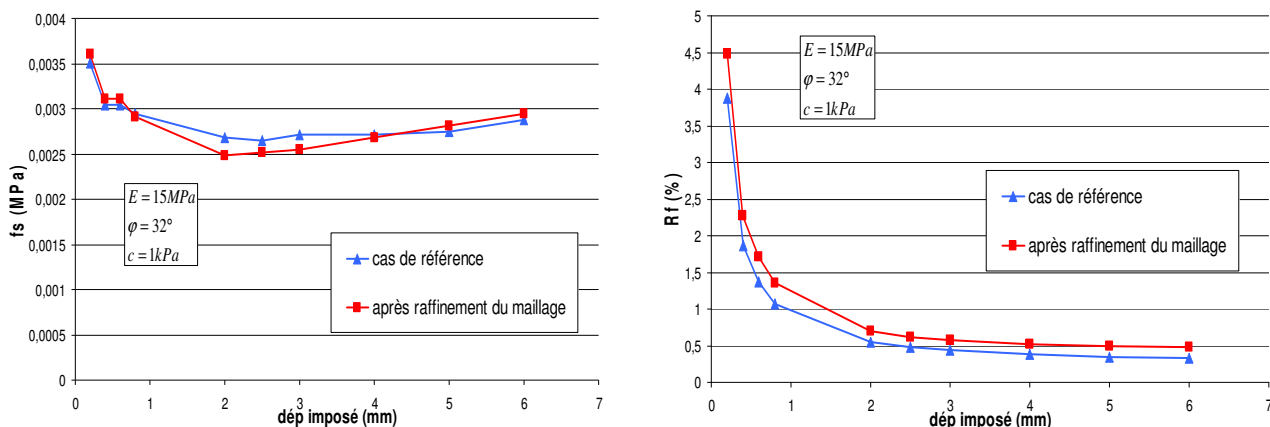 0,004
0,0035
0,003
0,0025
0,002
0,0015
0,001
0,0005
0
fs (MPa)
E = 15MPa
φ = 32°
c = 1kPa
cas de référence
après raffinement du maillage
0 1 2 3 4 5 6 7
dép imposé (mm)
5
4,5
4
3,5
3
2,5
2
1,5
1
0,5
0
Rf (%)
E = 15MPa
φ = 32°
c = 1kPa
cas de référence
après raffinement du maillage
0 1 2 3 4 5 6 7
dép imposé (mm)